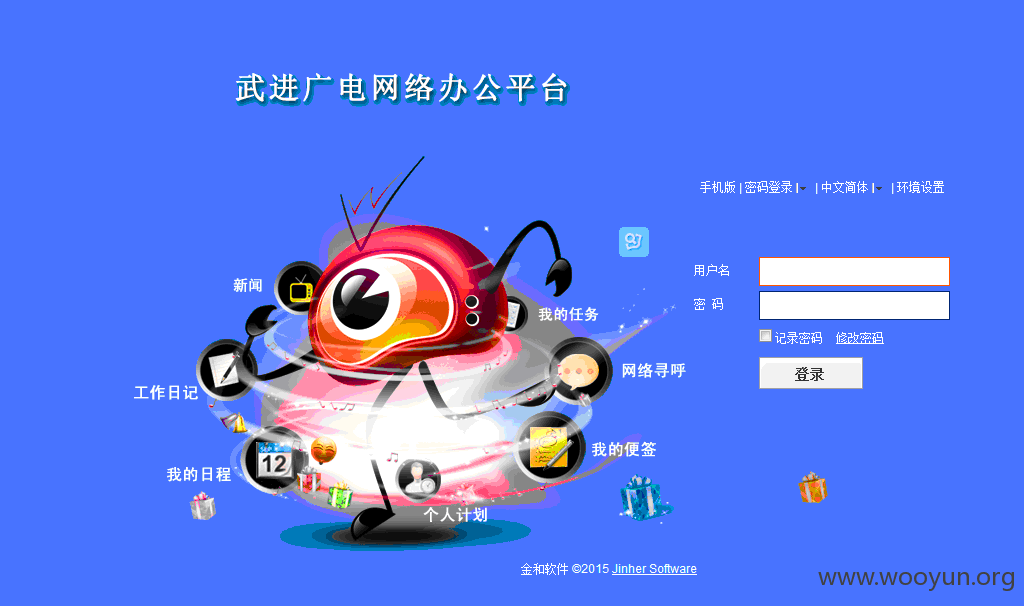 武进广电网络办公平台
手机版 | 密码登录 | | 中文简体 | | 环境设置
用户名
密 码
记录密码 修改密码
登录
新闻
我的任务
网络寻呼
工作日记
我的便签
SEP
12
我的日程
个人计划
金和软件 ©2015 Jinher Software
www.wooyun.org